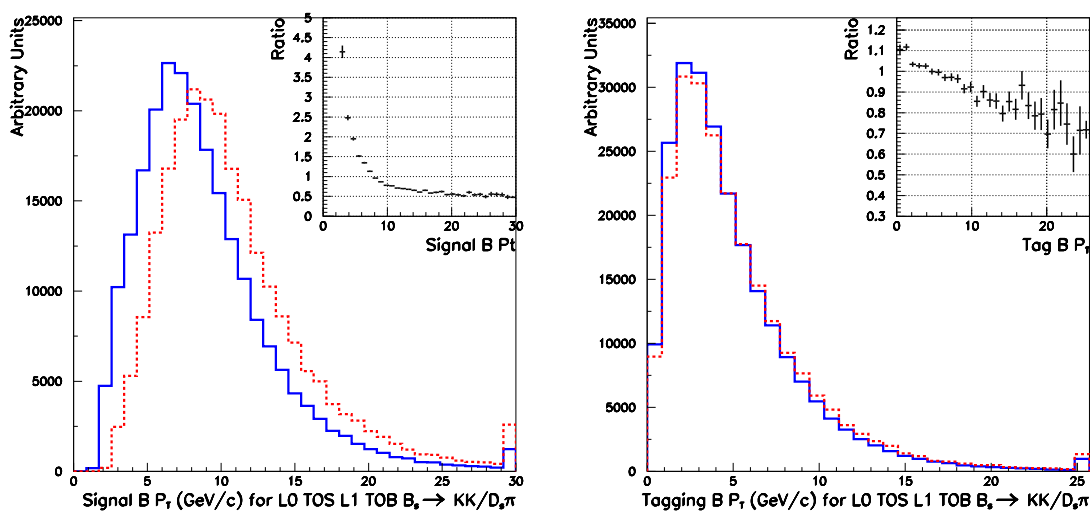 Arbitrary Units
25000
20000
15000
10000
5000
0
0 5 10 15 20 25 30
Signal B P_T (GeV/c) for L0 TOS L1 TOB B_s → KK/D_sπ
Ratio
5
4.5
4
3.5
3
2.5
2
1.5
1
0.5
0
0 10 20 30
Signal B Pt
Arbitrary Units
35000
30000
25000
20000
15000
10000
5000
0
0 5 10 15 20 25
Tagging B P_T (GeV/c) for L0 TOS L1 TOB B_s → KK/D_sπ
Ratio
1.2
1.1
1
0.9
0.8
0.7
0.6
0.5
0.4
0.3
0 10 20
Tag B P_T